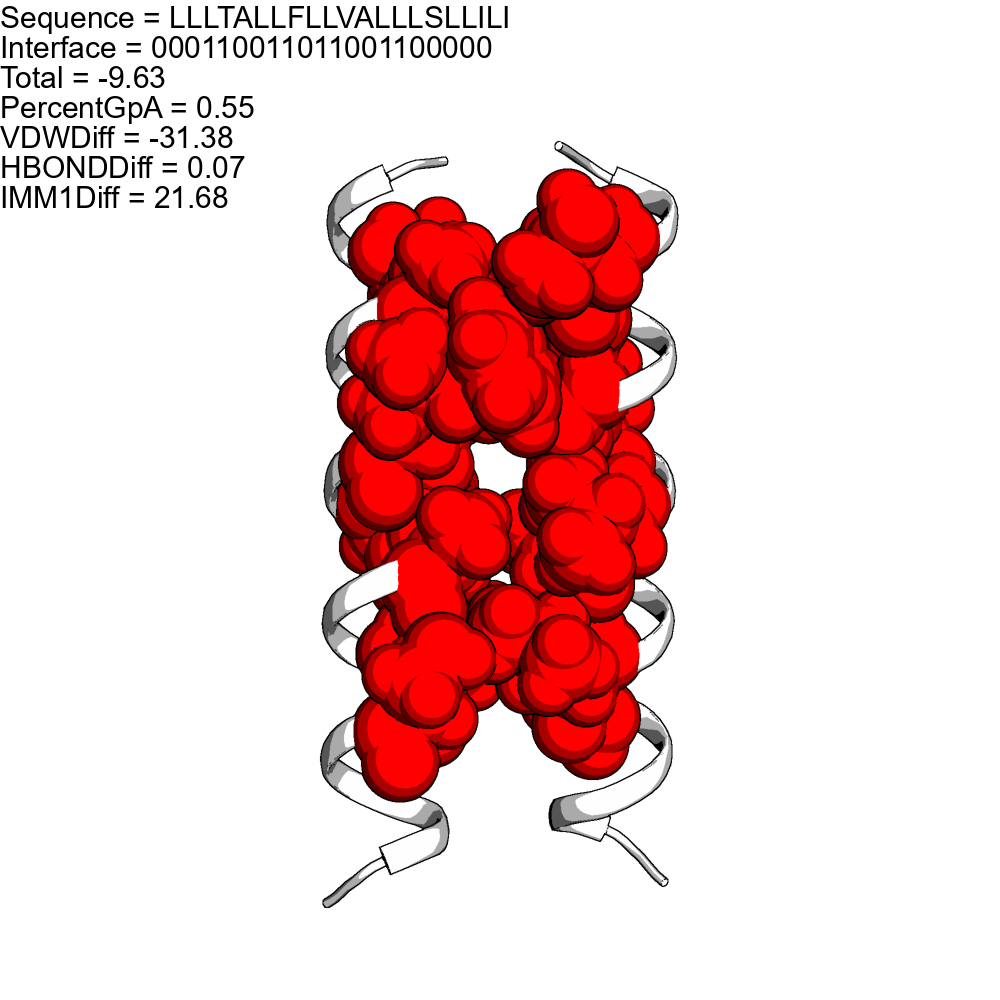 Sequence = LLLTALLFLLVALLLSLLILI
Interface = 000110011011001100000
Total = -9.63
PercentGpA = 0.55
VDWDiff = -31.38
HBONDDiff = 0.07
IMM1Diff = 21.68